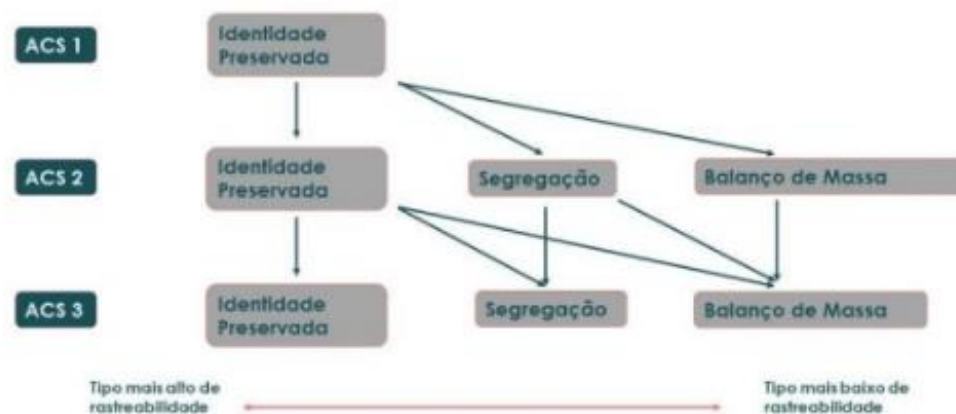 ACS 1
Identidade
Preservada
ACS 2
Identidade
Preservada
Segregação
Balanço de Massa
ACS 3
Identidade
Preservada
Segregação
Balanço de Massa
Tipo mais alto de
rastreabilidade
Tipo mais baixo de
rastreabilidade